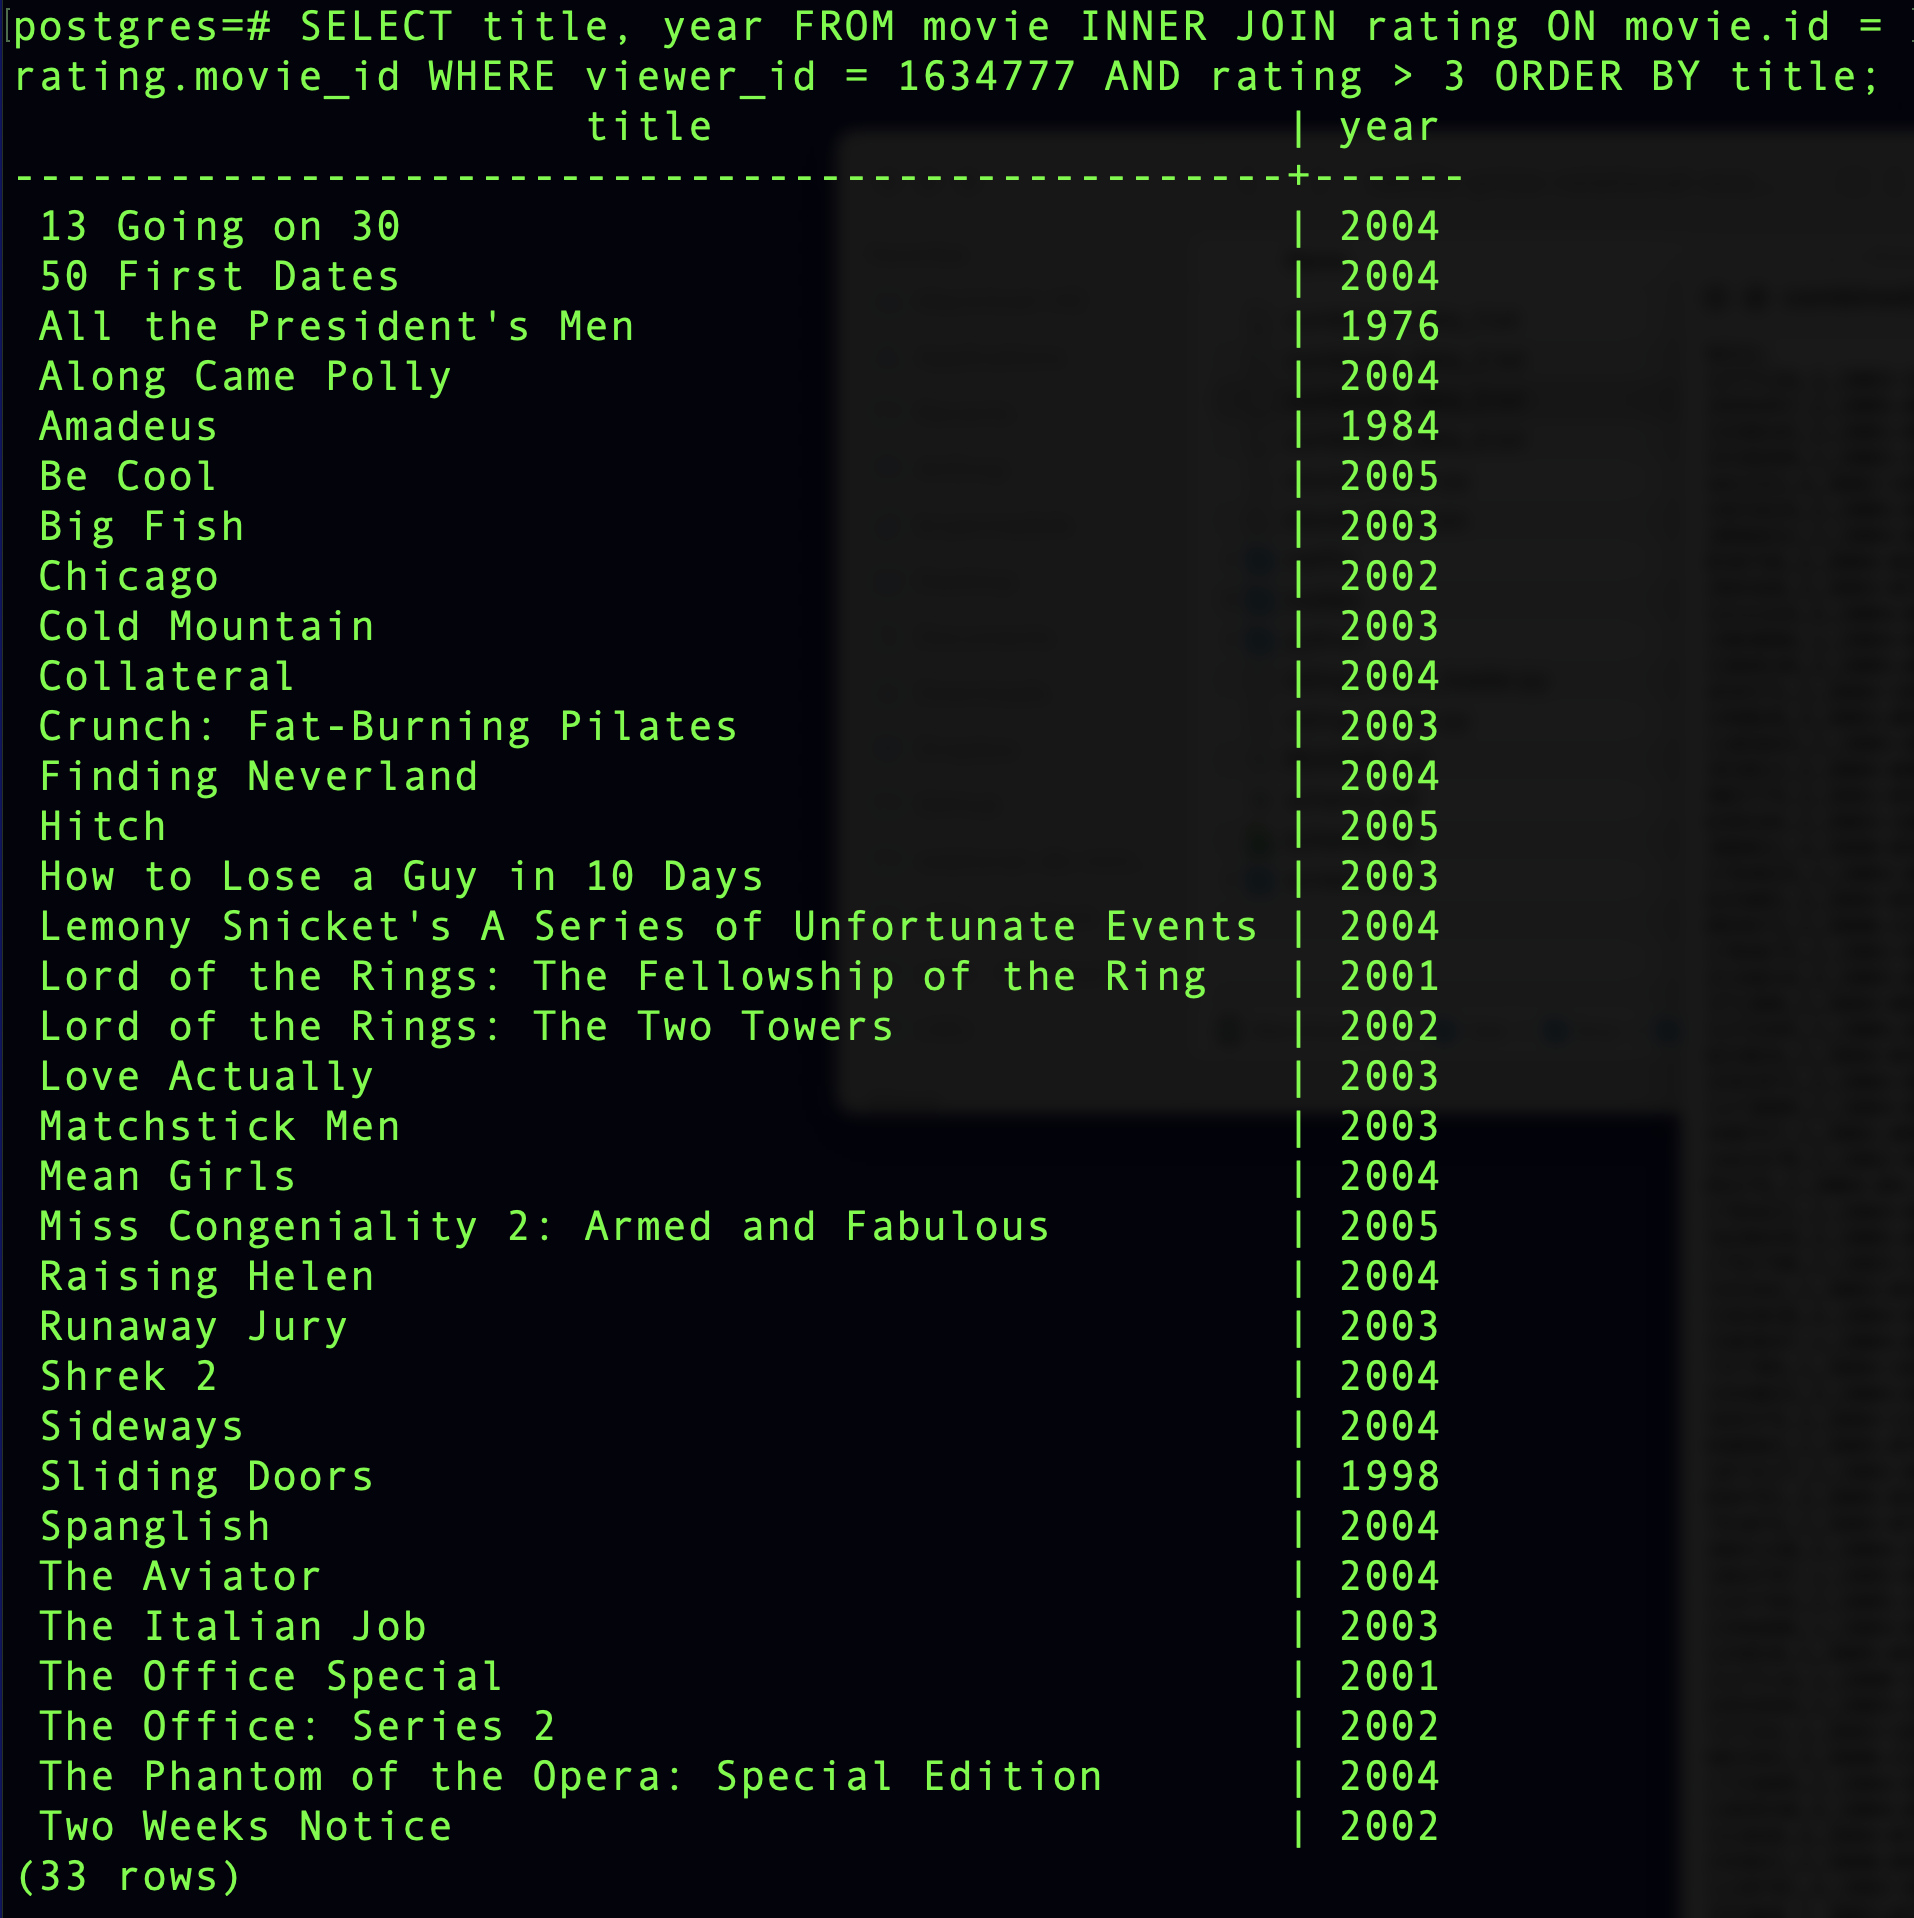 postgres=# SELECT title, year FROM movie INNER JOIN rating ON movie.id =
rating.movie_id WHERE viewer_id = 1634777 AND rating > 3 ORDER BY title;
title | year
-------------------------------------------------+------
13 Going on 30 | 2004
50 First Dates | 2004
All the President's Men | 1976
Along Came Polly | 2004
Amadeus | 1984
Be Cool | 2005
Big Fish | 2003
Chicago | 2002
Cold Mountain | 2003
Collateral | 2004
Crunch: Fat-Burning Pilates | 2003
Finding Neverland | 2004
Hitch | 2005
How to Lose a Guy in 10 Days | 2003
Lemony Snicket's A Series of Unfortunate Events | 2004
Lord of the Rings: The Fellowship of the Ring | 2001
Lord of the Rings: The Two Towers | 2002
Love Actually | 2003
Matchstick Men | 2003
Mean Girls | 2004
Miss Congeniality 2: Armed and Fabulous | 2005
Raising Helen | 2004
Runaway Jury | 2003
Shrek 2 | 2004
Sideways | 2004
Sliding Doors | 1998
Spanglish | 2004
The Aviator | 2004
The Italian Job | 2003
The Office Special | 2001
The Office: Series 2 | 2002
The Phantom of the Opera: Special Edition | 2004
Two Weeks Notice | 2002
(33 rows)